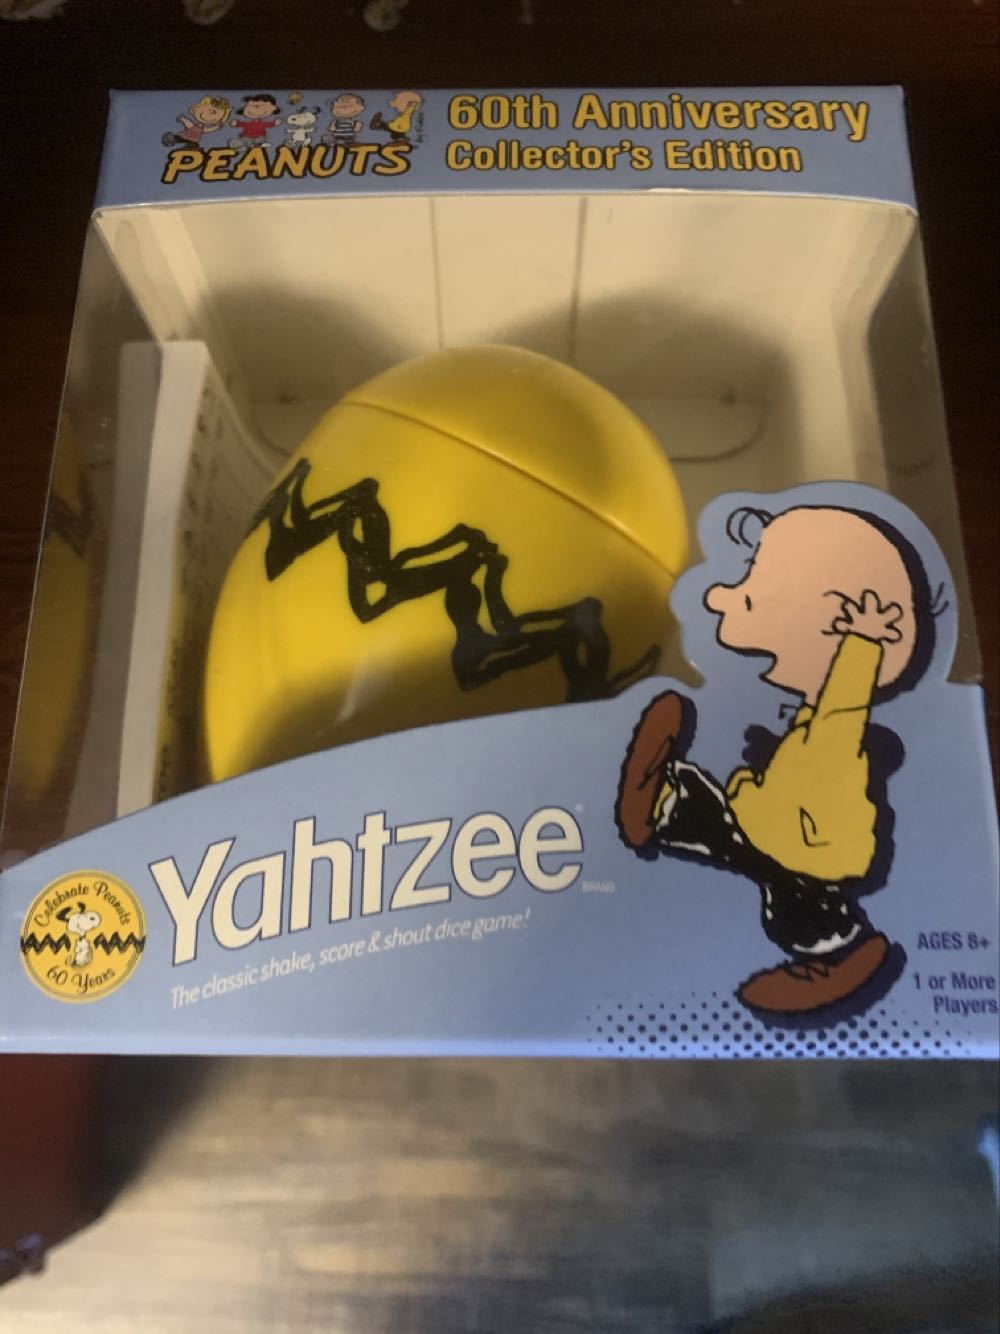 PEANUTS
60th Anniversary
Collector's Edition
Yahtzee
BRAND
The classic shake, score & shout dice game!
Celebrate Peanuts
60 Years
AGES 8+
1 or More
Players